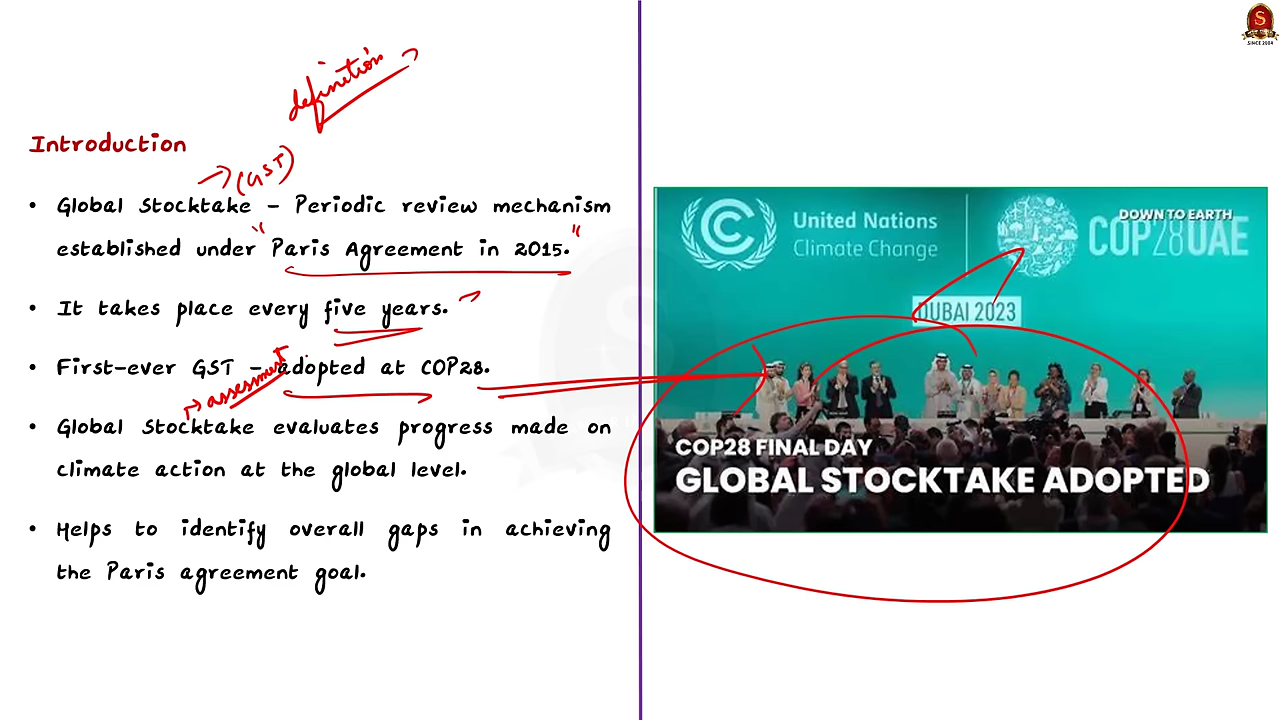 definition
Introduction
→ (GST)
• Global Stocktake – Periodic review mechanism
established under "Paris Agreement in 2015."
• It takes place every five years.
• First-ever GST – adopted at COP28.
→ assessment
• Global Stocktake evaluates progress made on
climate action at the global level.
• Helps to identify overall gaps in achieving
the Paris agreement goal.
S
SINCE 2004
United Nations
Climate Change
DOWN TO EARTH
COP28UAE
DUBAI 2023
COP28 FINAL DAY
GLOBAL STOCKTAKE ADOPTED